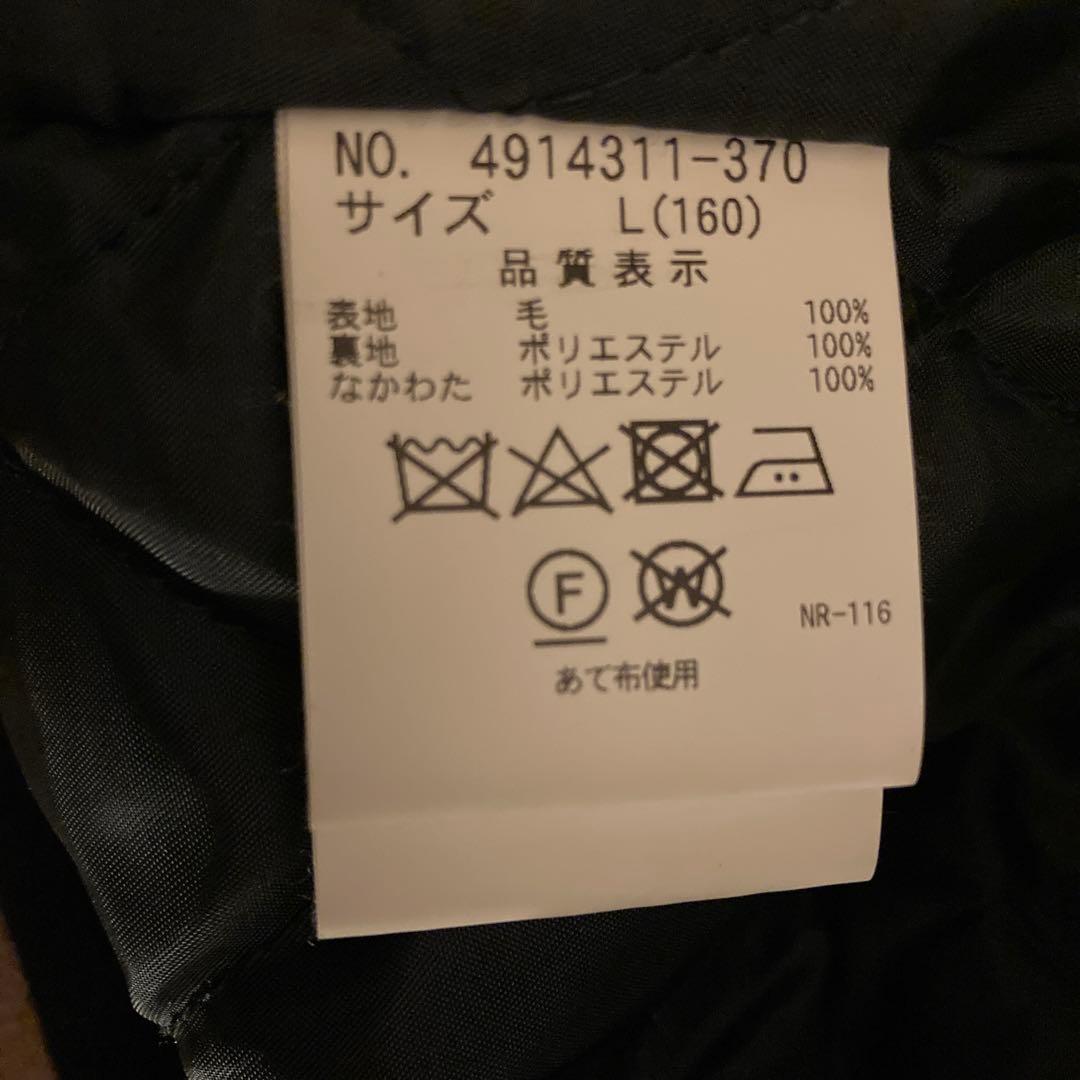 NO. 4914311-370
サイズ L(160)
品質表示
表地 毛 100%
裏地 ポリエステル 100%
なかわた ポリエステル 100%
F W
NR-116
あて布使用